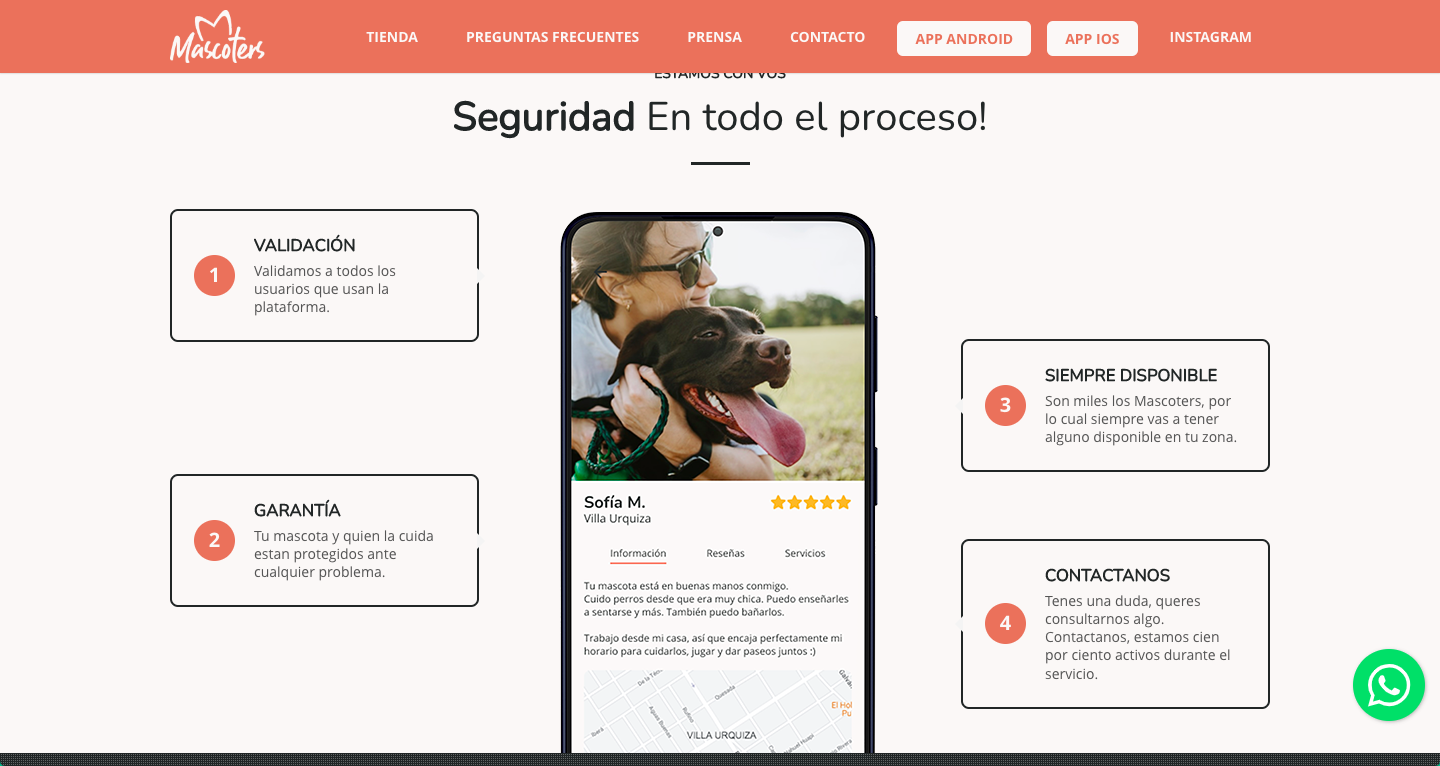 Mascoters
TIENDA
PREGUNTAS FRECUENTES
PRENSA
CONTACTO
APP ANDROID
APP IOS
INSTAGRAM
ESTAMOS CON VOS
Seguridad En todo el proceso!
1
VALIDACIÓN
Validamos a todos los
usuarios que usan la
plataforma.
2
GARANTÍA
Tu mascota y quien la cuida
estan protegidos ante
cualquier problema.
Sofía M.
Villa Urquiza
Información
Reseñas
Servicios
Tu mascota está en buenas manos conmigo.
Cuido perros desde que era muy chica. Puedo enseñarles
a sentarse y más. También puedo bañarlos.
Trabajo desde mi casa, así que encaja perfectamente mi
horario para cuidarlos, jugar y dar paseos juntos :)
Quesada
Bufano
Iberá
El Hol
Pu
VILLA URQUIZA
3
SIEMPRE DISPONIBLE
Son miles los Mascoters, por
lo cual siempre vas a tener
alguno disponible en tu zona.
4
CONTACTANOS
Tenes una duda, queres
consultarnos algo.
Contactanos, estamos cien
por ciento activos durante el
servicio.